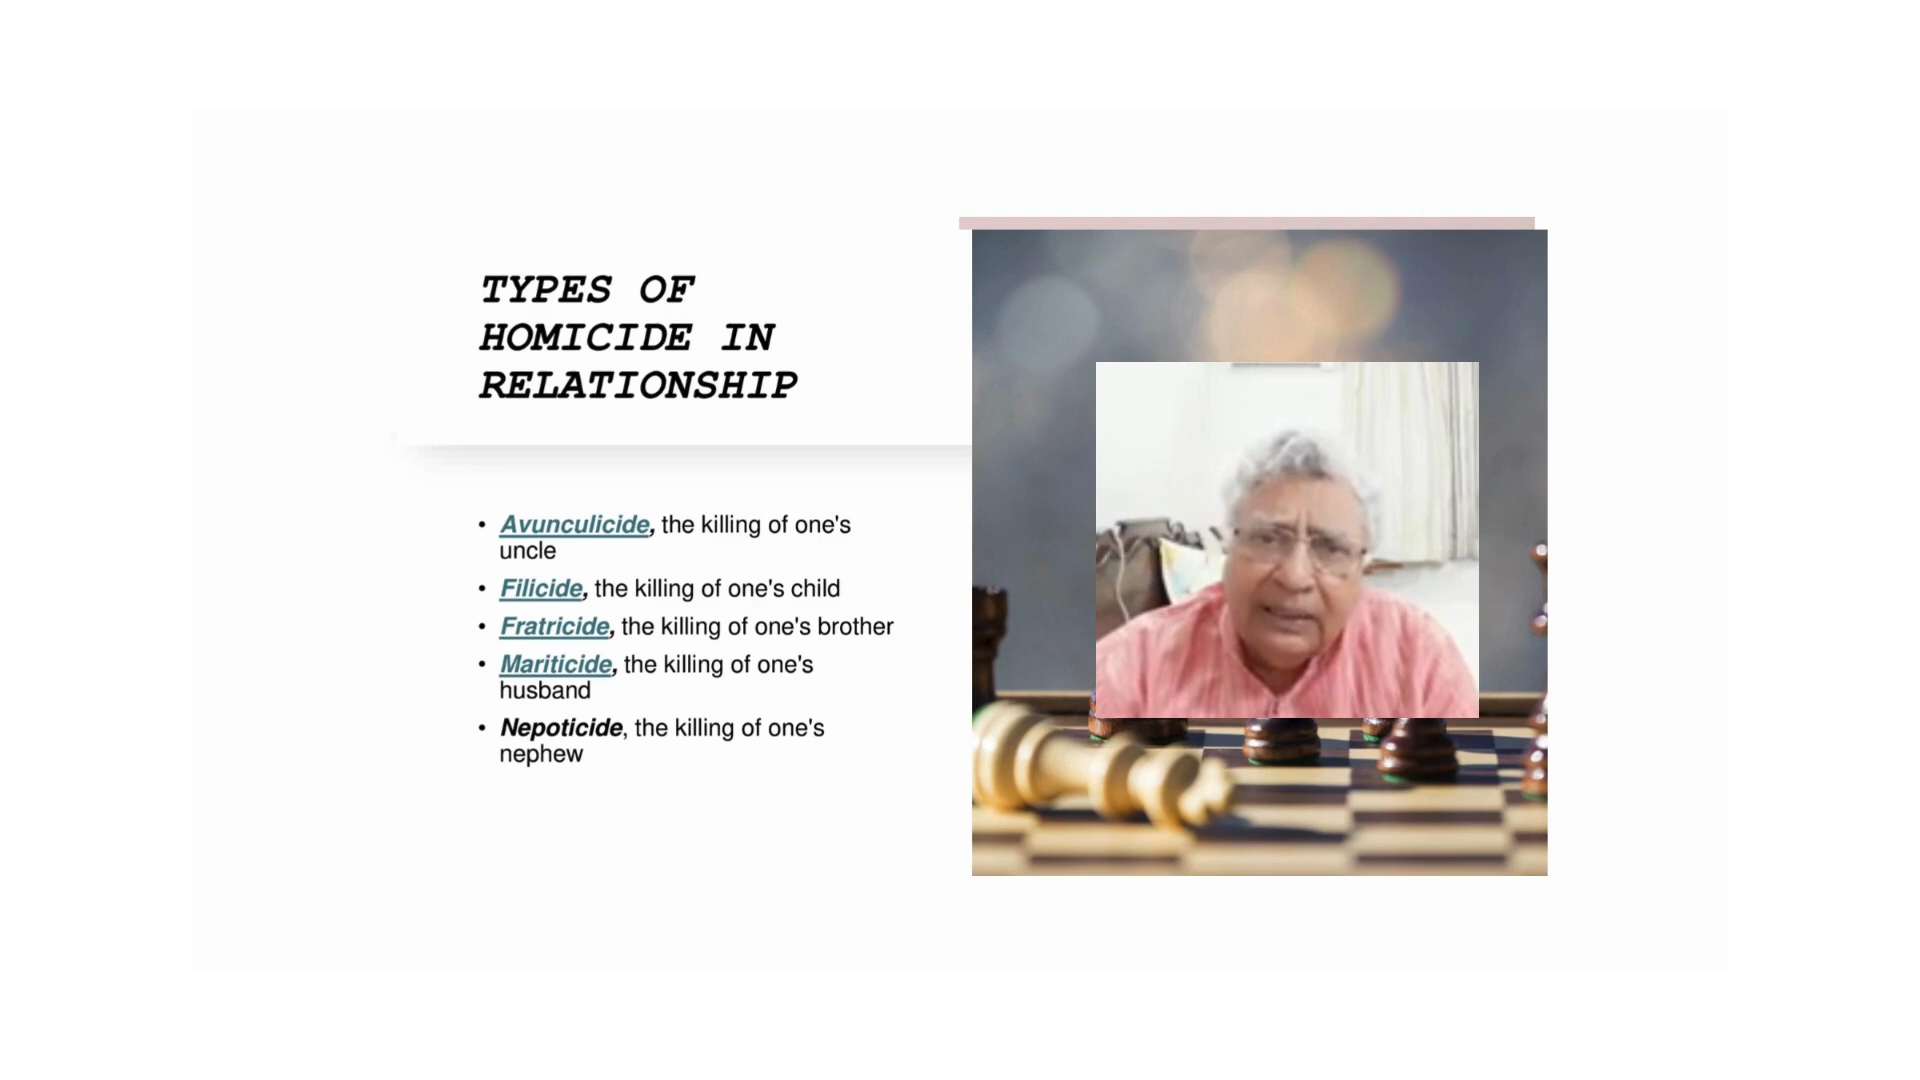 TYPES OF
HOMICIDE IN
RELATIONSHIP
• Avunculicide, the killing of one's
uncle
• Filicide, the killing of one's child
• Fratricide, the killing of one's brother
• Mariticide, the killing of one's
husband
• Nepoticide, the killing of one's
nephew